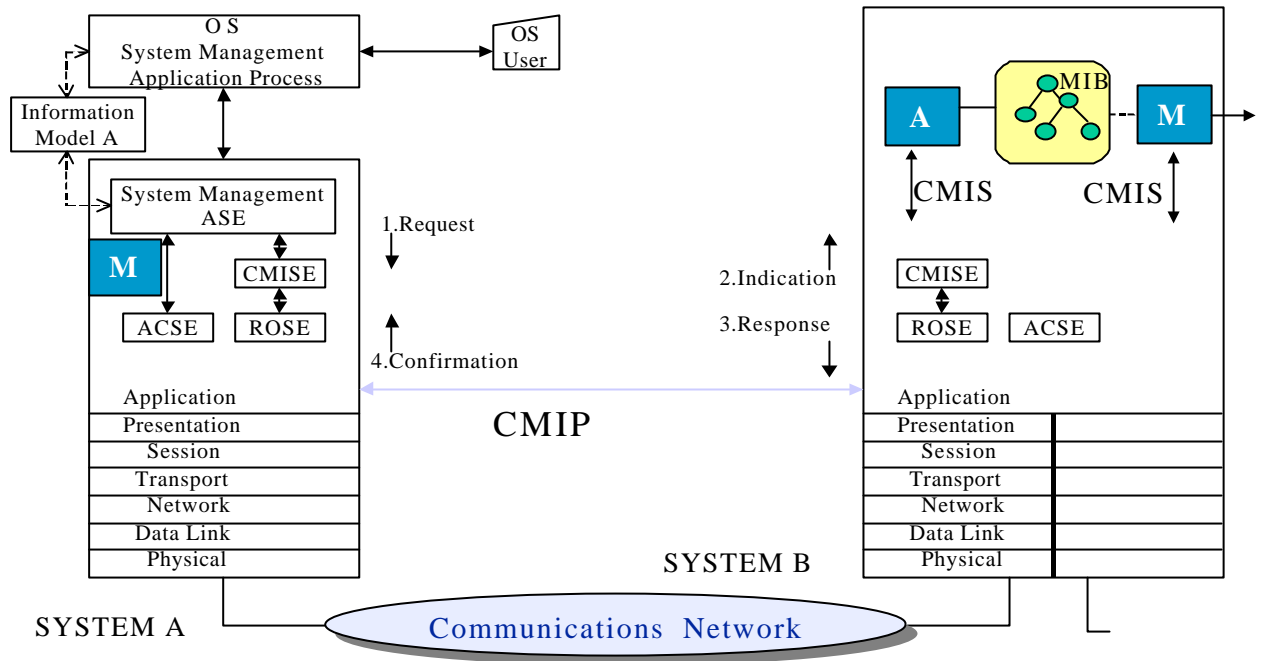 O S
System Management
Application Process
OS
User
Information
Model A
System Management
ASE
M
CMISE
ACSE
ROSE
Application
Presentation
Session
Transport
Network
Data Link
Physical
SYSTEM A
1.Request
4.Confirmation
2.Indication
3.Response
CMIP
Communications Network
SYSTEM B
A
MIB
M
CMIS
CMIS
CMISE
ROSE
ACSE
Application
Presentation
Session
Transport
Network
Data Link
Physical